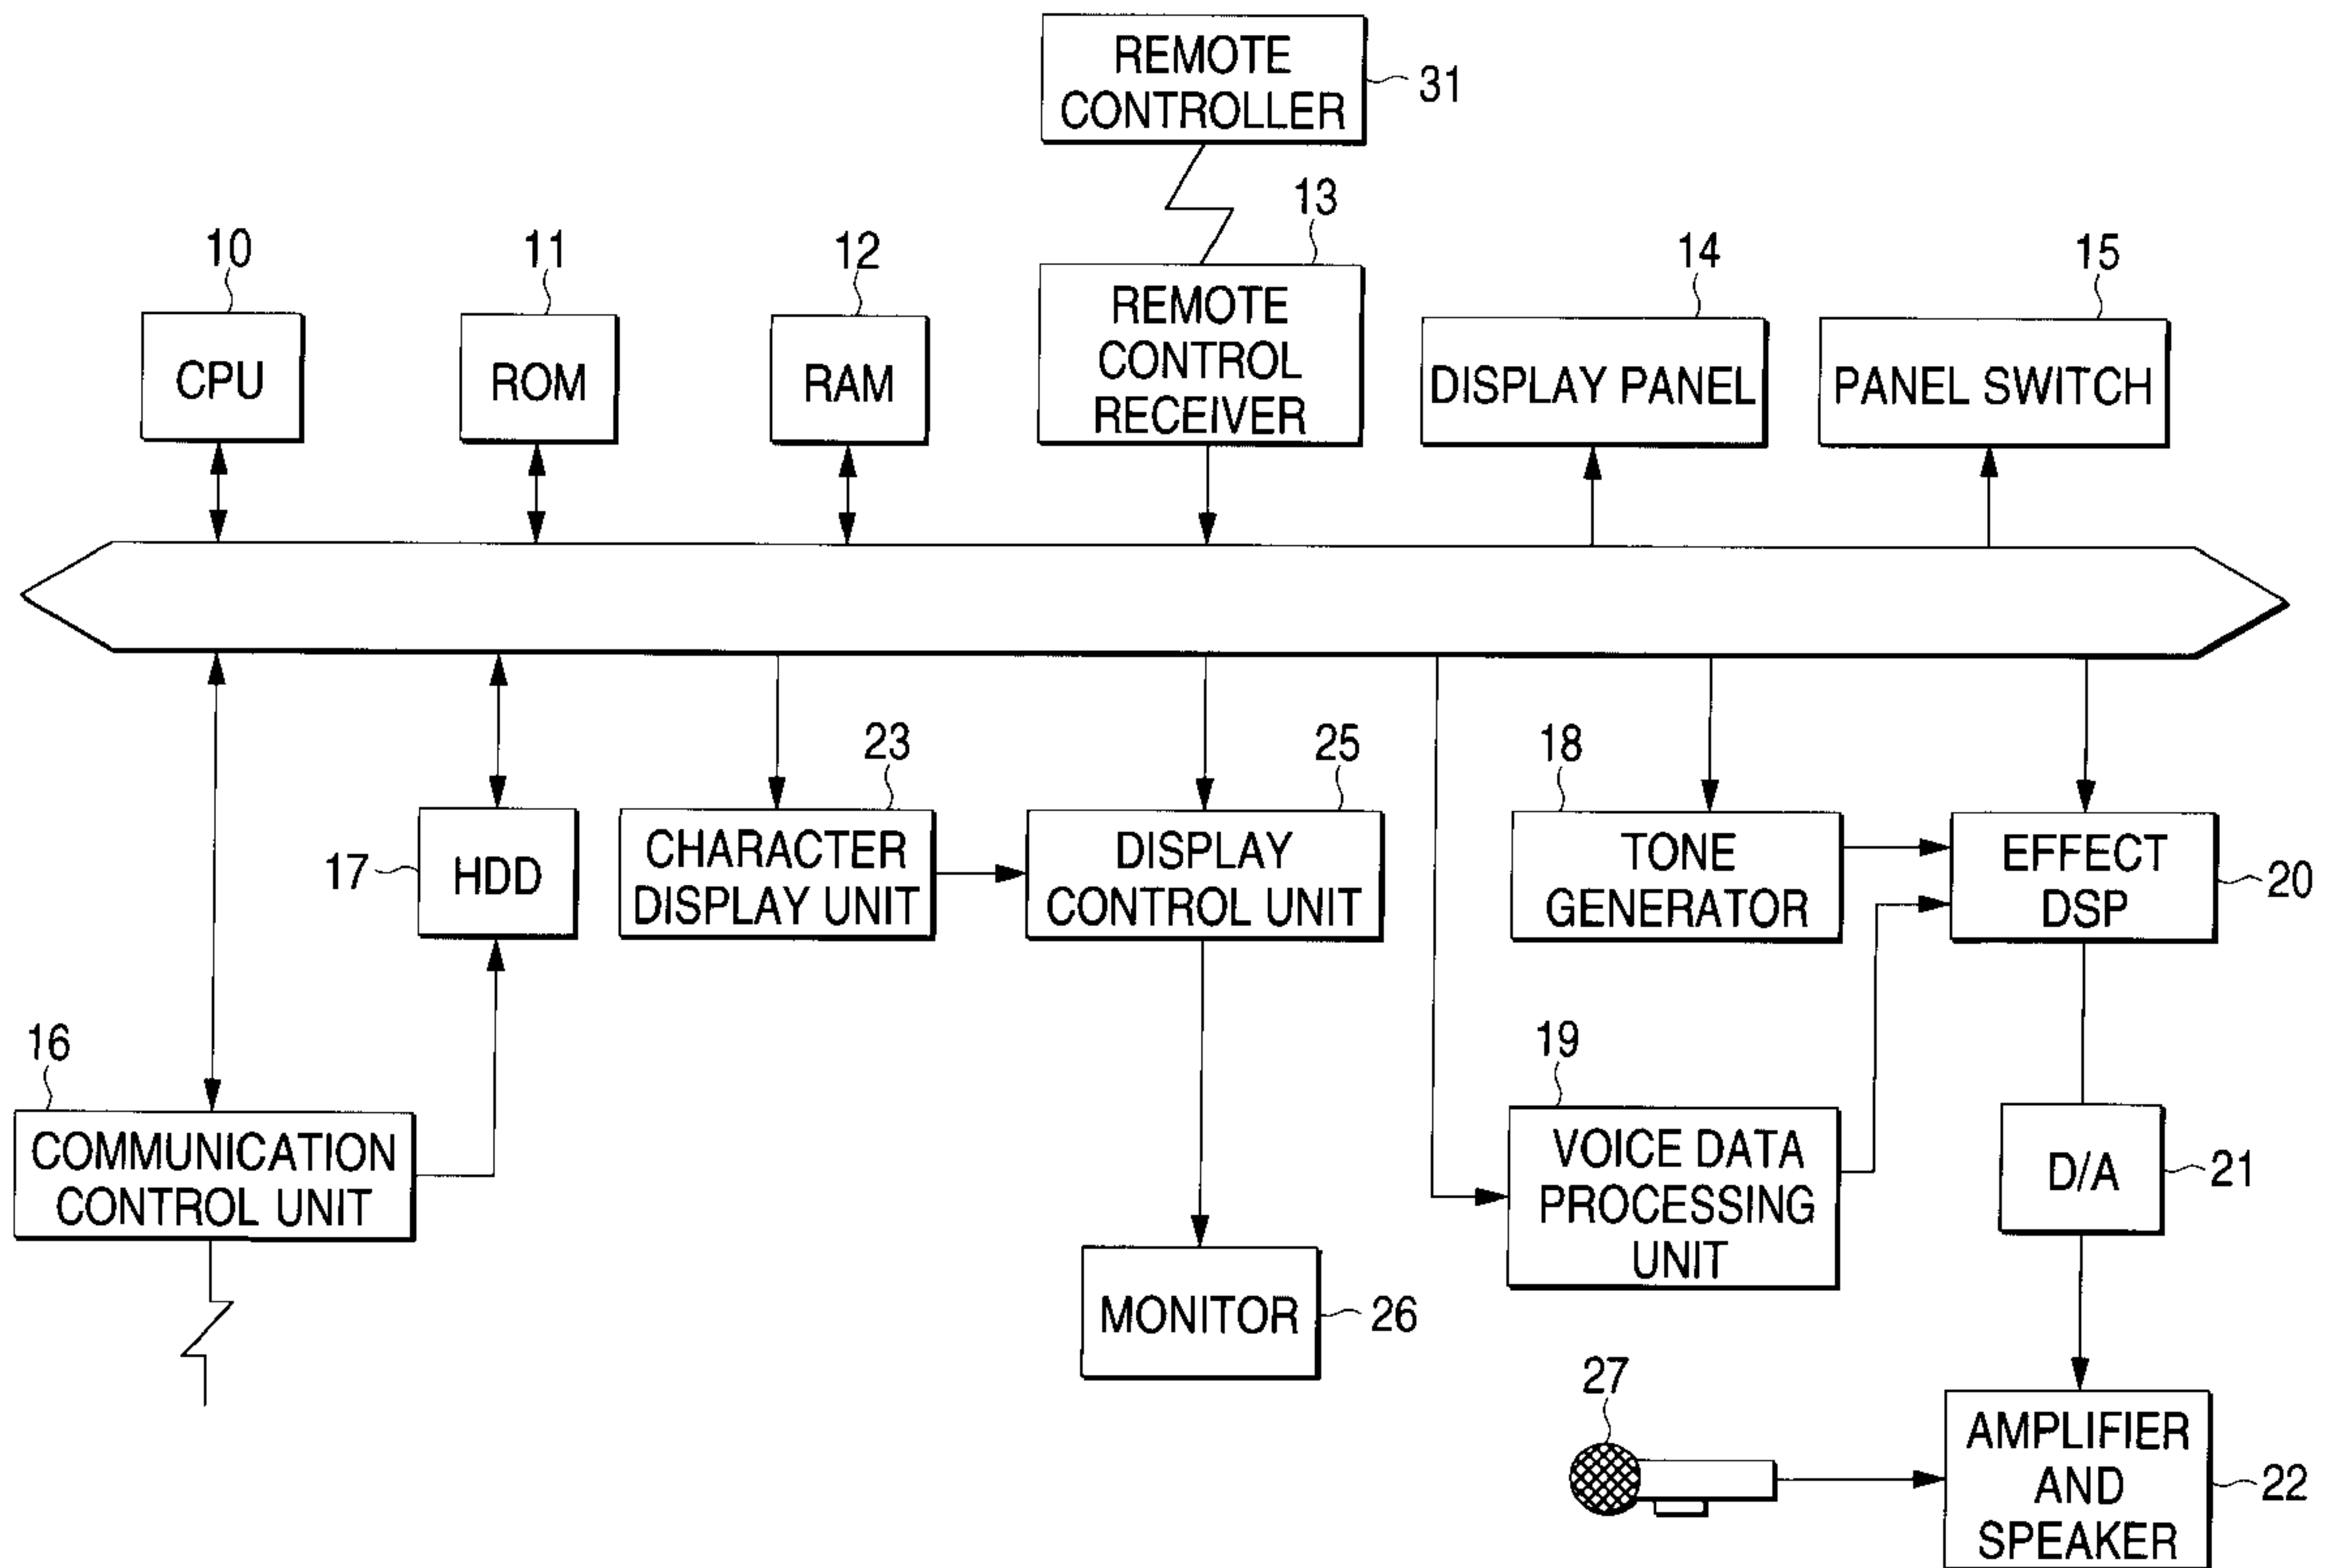 REMOTE
CONTROLLER
31
13
10
11
12
14
15
CPU
ROM
RAM
REMOTE
CONTROL
RECEIVER
DISPLAY PANEL
PANEL SWITCH
23
25
18
17
HDD
CHARACTER
DISPLAY UNIT
DISPLAY
CONTROL UNIT
TONE
GENERATOR
EFFECT
DSP
20
16
19
COMMUNICATION
CONTROL UNIT
VOICE DATA
PROCESSING
UNIT
D/A
21
MONITOR
26
27
AMPLIFIER
AND
SPEAKER
22